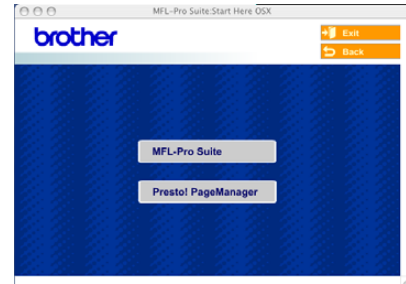 MFL-Pro Suite:Start Here OSX
brother
Exit
Back
MFL-Pro Suite
Presto! PageManager